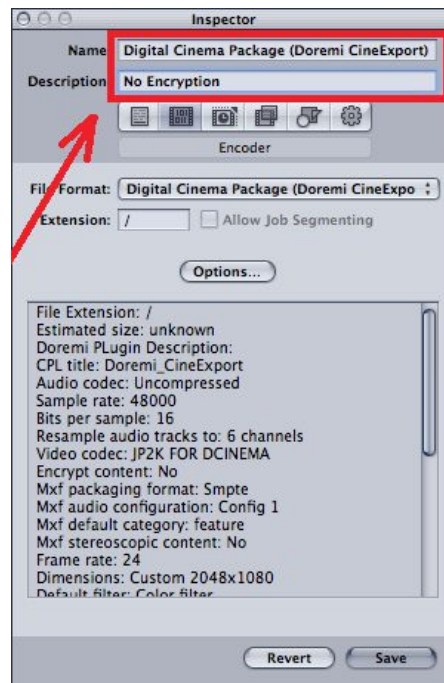 Inspector
Name Digital Cinema Package (Doremi CineExport)
Description No Encryption
Encoder
File Format: Digital Cinema Package (Doremi CineExpo
Extension: / Allow Job Segmenting
Options...
File Extension: /
Estimated size: unknown
Doremi PLugin Description:
CPL title: Doremi_CineExport
Audio codec: Uncompressed
Sample rate: 48000
Bits per sample: 16
Resample audio tracks to: 6 channels
Video codec: JP2K FOR DCINEMA
Encrypt content: No
Mxf packaging format: Smpte
Mxf audio configuration: Config 1
Mxf default category: feature
Mxf stereoscopic content: No
Frame rate: 24
Dimensions: Custom 2048x1080
Default filter: Color filter
Revert Save